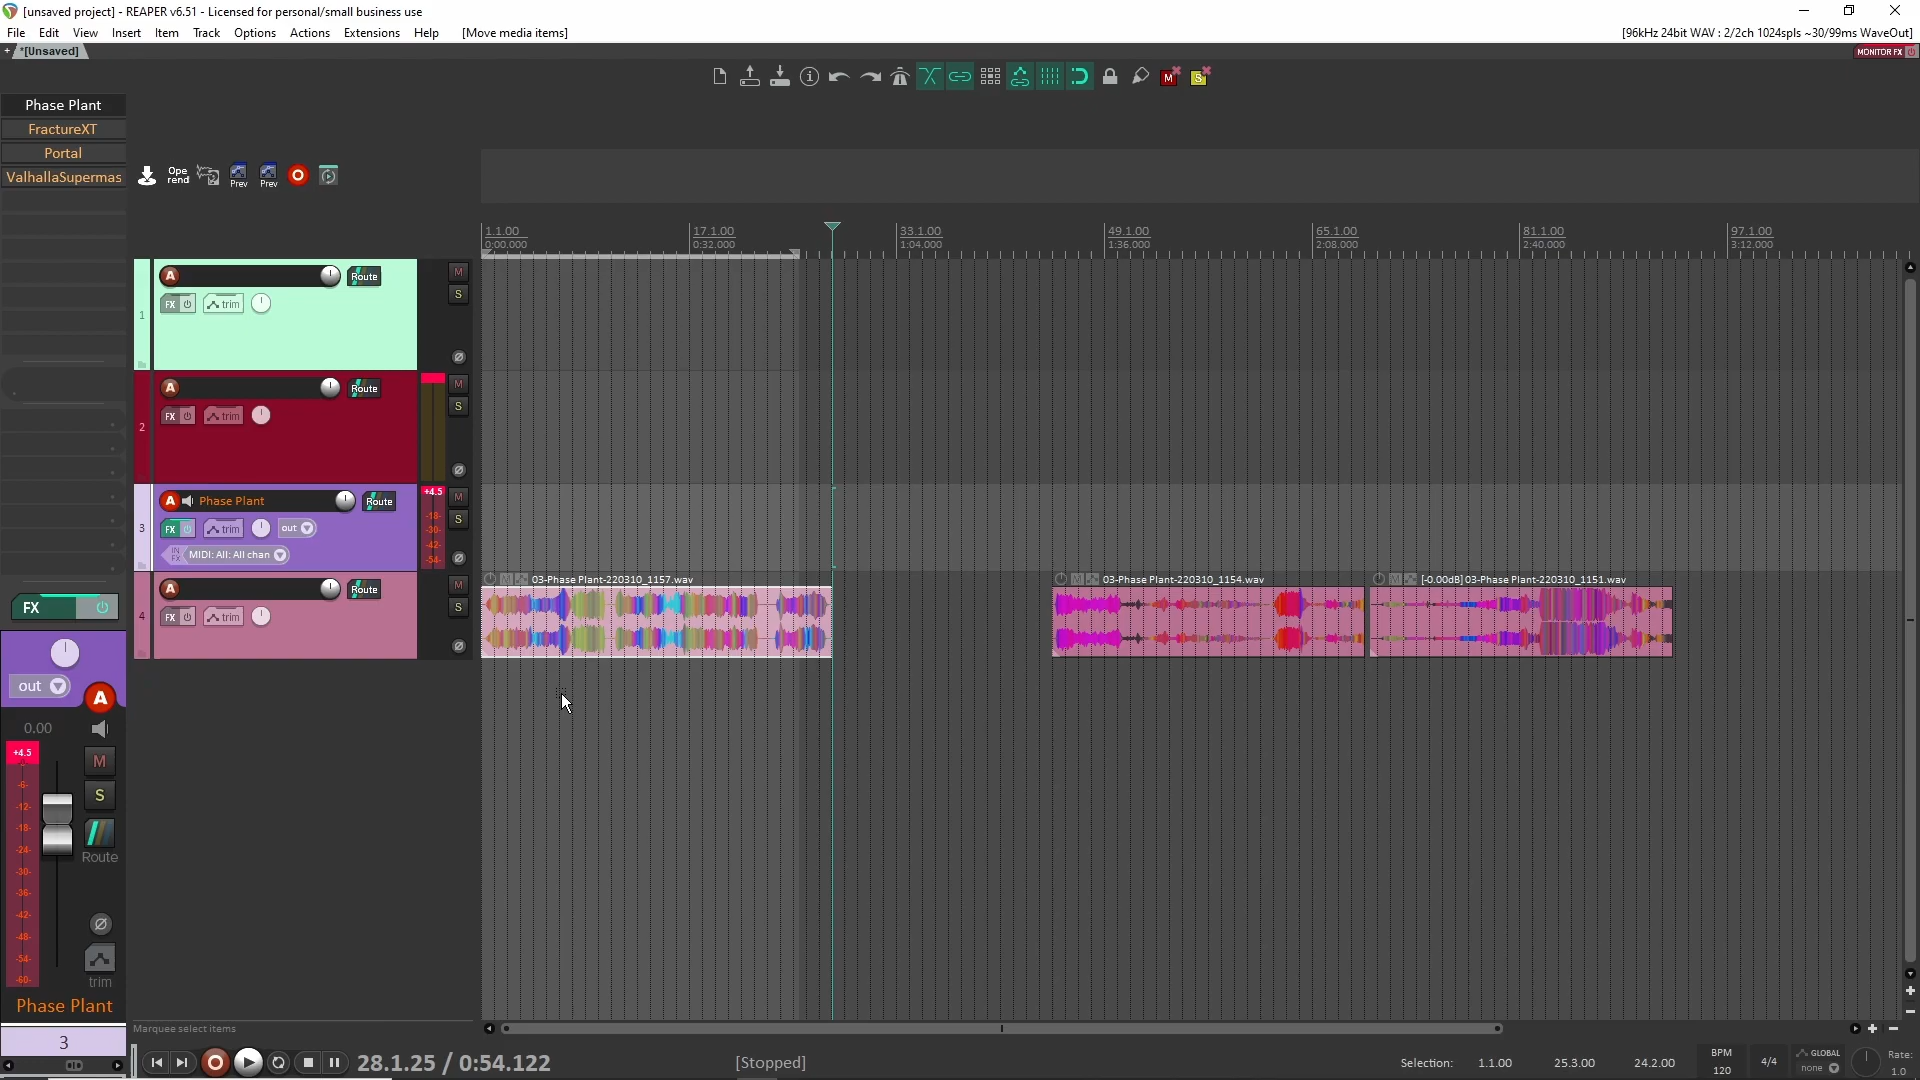 [unsaved project] - REAPER v6.51 - Licensed for personal/small business use
File Edit View Insert Item Track Options Actions Extensions Help [Move media items] [96kHz 24bit WAV : 2/2ch 1024spls ~30/99ms WaveOut]
+ *[Unsaved] MONITOR FX
M S
Phase Plant
FractureXT
Portal
ValhallaSupermas
Ope rend
Prev Prev
1.1.00 17.1.00 33.1.00 49.1.00 65.1.00 81.1.00 97.1.00
0:00.000 0:32.000 1:04.000 1:36.000 2:08.000 2:40.000 3:12.000
A Route M
FX trim S
1
A Route M
FX trim S
2
A Phase Plant Route +4.5 M
FX trim out S
3
IN FX MIDI: All: All chan
-18-
-30-
-42-
-54-
A Route M
FX trim S
4
03-Phase Plant-220310_1157.wav
03-Phase Plant-220310_1154.wav
[-0.00dB] 03-Phase Plant-220310_1151.wav
FX
out A
0.00
+4.5
M
S
Route
-6-
-12-
-18-
-24-
-30-
-36-
-42-
-48-
-54-
-60-
trim
Phase Plant
3
Marquee select items
28.1.25 / 0:54.122 [Stopped] Selection: 1.1.00 25.3.00 24.2.00 BPM 120 4/4 GLOBAL none Rate: 1.0